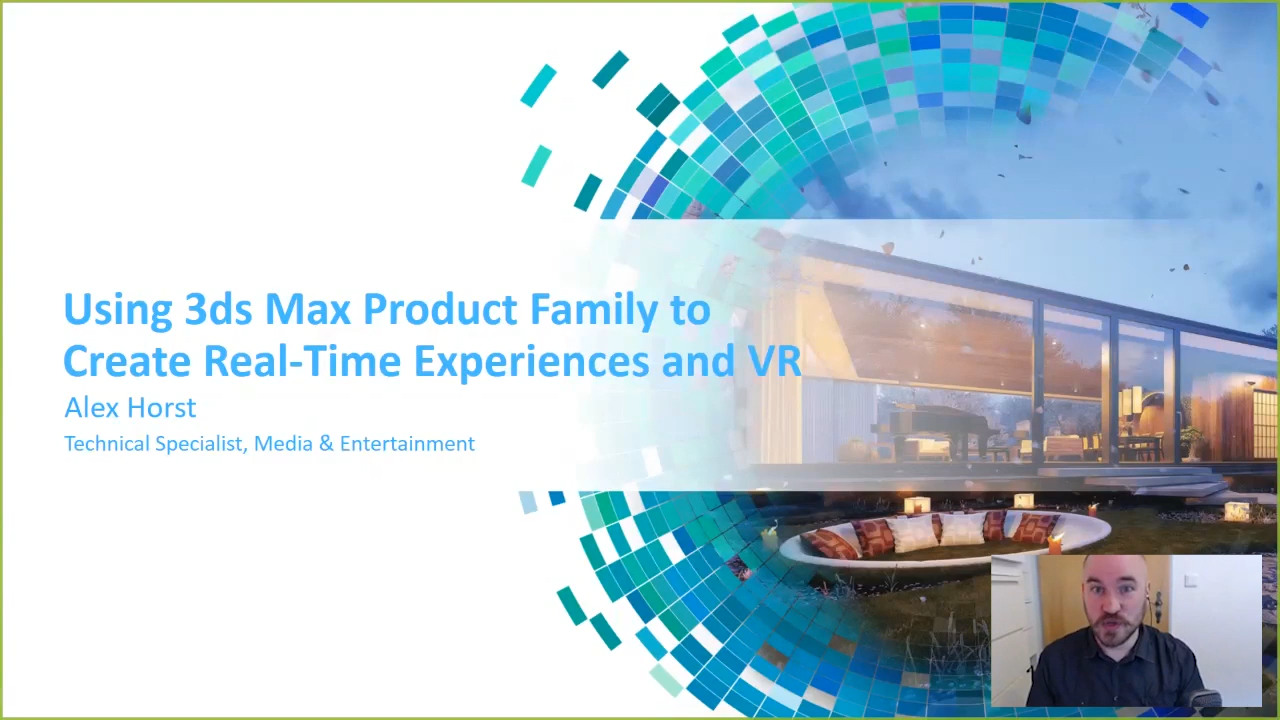 Using 3ds Max Product Family to
Create Real-Time Experiences and VR
Alex Horst
Technical Specialist, Media & Entertainment